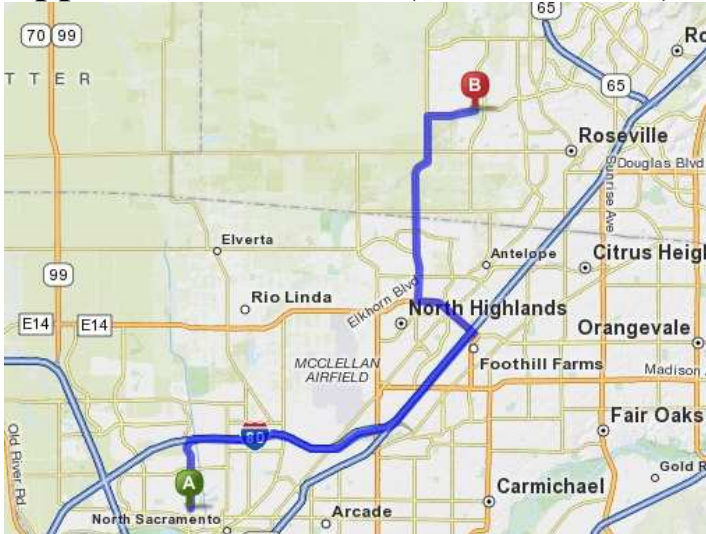 65
70 99
Ro
T T E R
65
B
Roseville
Sunrise Ave
Douglas Blvd
Elverta
Antelope
Citrus Heig
99
Rio Linda
Elkhorn Blvd
North Highlands
E14 E14
Orangevale
MCCLELLAN
AIRFIELD
Foothill Farms
Madison
Old River Rd
80
Fair Oaks
A
Gold R
Carmichael
North Sacramento
Arcade